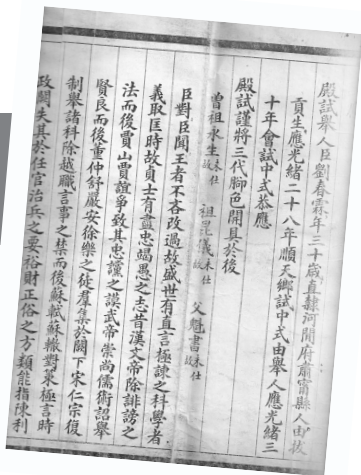 殿試舉人臣劉春霖年三十歲直隸河間府肅甯縣人由拔
貢生應光緒二十八年順天鄉試中式由舉人應光緒三
十年會試中式恭應
殿試謹將三代腳色開具於後
曾祖永生未仕故 祖 儀未仕故 父魁書未仕故
臣對臣聞王者不吝改過故盛世有直言極諫之科學者
義取匡時故貢士有盡忠竭愚之志昔漢文帝除誹謗之
法而後賈山賈誼爭致其忠讜之謨武帝崇尚儒術詔舉
賢良而後董仲舒嚴安徐樂之徒羣集於闕下宋仁宗復
制舉諸科除越職言事之禁而後蘇軾蘇轍對策極言時
政闕失其於任官治兵之要裕財正俗之方類能指陳利